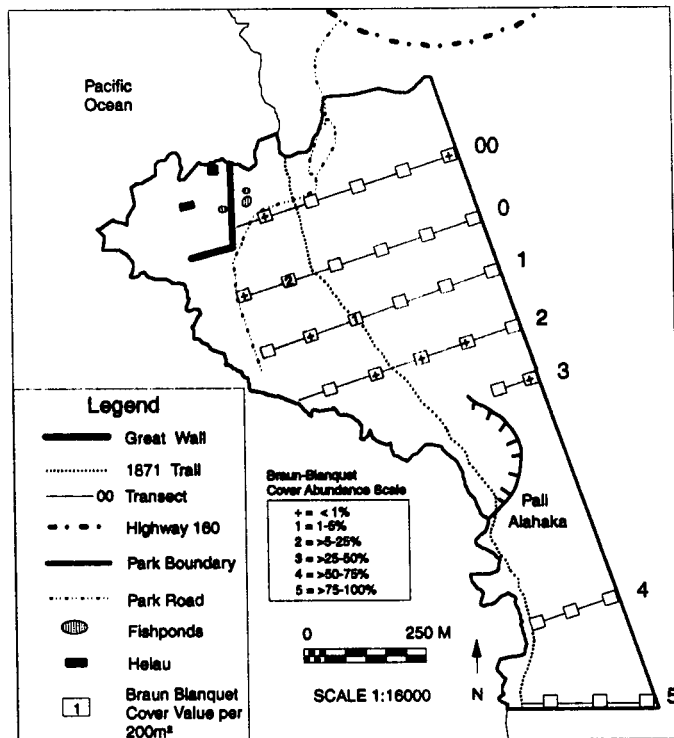 Pacific
Ocean
00
0
1
2
3
4
5
+
+
+
2
+
1
+
+
+
+
Pali
Alahaka
Legend
Great Wall
1871 Trail
00 Transect
Highway 160
Park Boundary
Park Road
Fishponds
Heiau
1 Braun Blanquet
Cover Value per
200m²
Braun-Blanquet
Cover Abundance Scale
+ = < 1%
1 = 1-5%
2 = >5-25%
3 = >25-50%
4 = >50-75%
5 = >75-100%
0 250 M
SCALE 1:16000
N